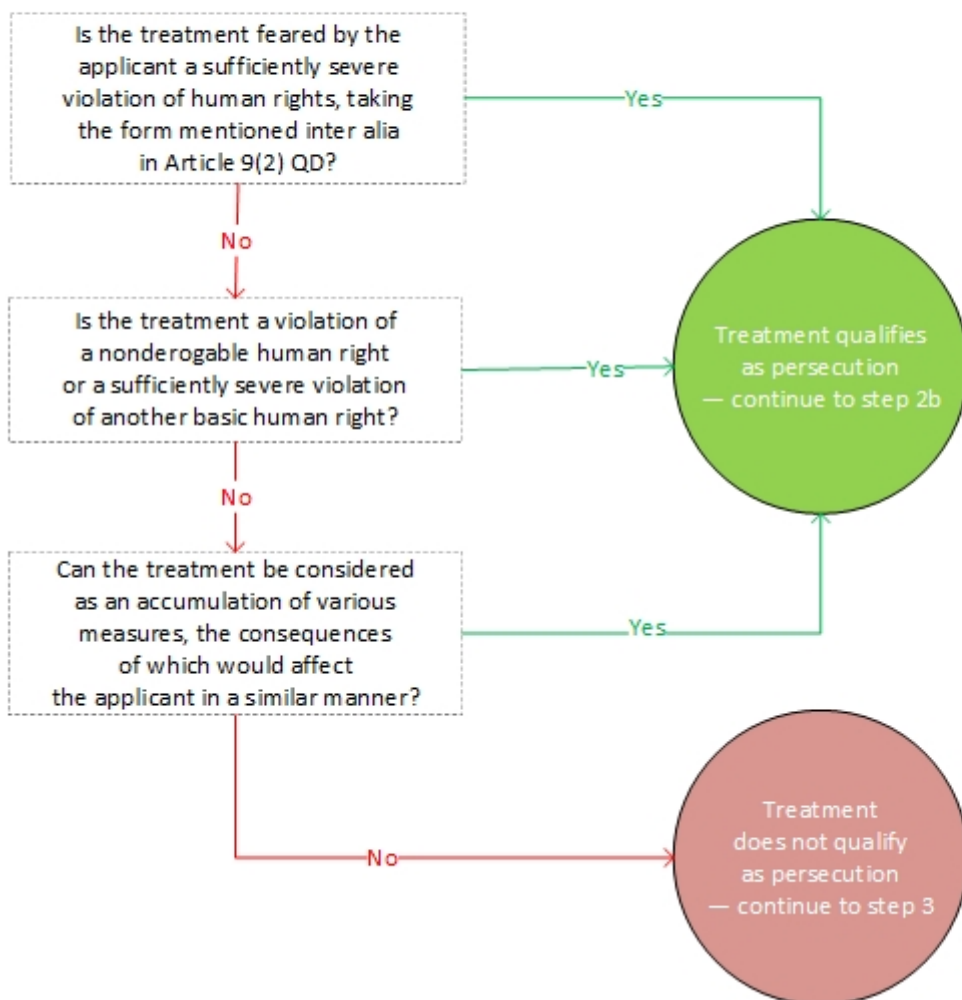 Is the treatment feared by the
applicant a sufficiently severe
violation of human rights, taking
the form mentioned inter alia
in Article 9(2) QD?
Yes
No
Is the treatment a violation of
a nonderogable human right
or a sufficiently severe violation
of another basic human right?
Yes
Treatment qualifies
as persecution
— continue to step 2b
No
Can the treatment be considered
as an accumulation of various
measures, the consequences
of which would affect
the applicant in a similar manner?
Yes
No
Treatment
does not qualify
as persecution
— continue to step 3